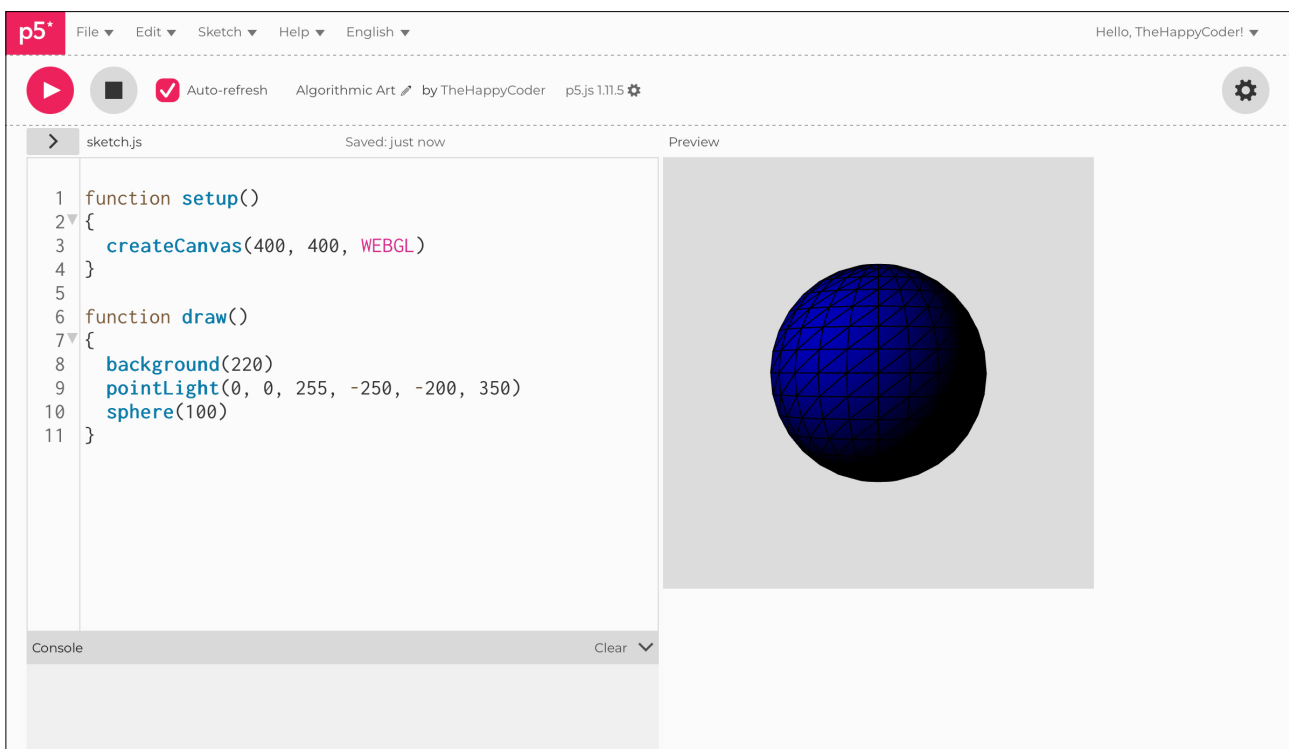 p5* File Edit Sketch Help English Hello, TheHappyCoder!
Auto-refresh Algorithmic Art by TheHappyCoder p5.js 1.11.5
> sketch.js Saved: just now Preview
1 function setup()
2 {
3 createCanvas(400, 400, WEBGL)
4 }
5
6 function draw()
7 {
8 background(220)
9 pointLight(0, 0, 255, -250, -200, 350)
10 sphere(100)
11 }
Console Clear